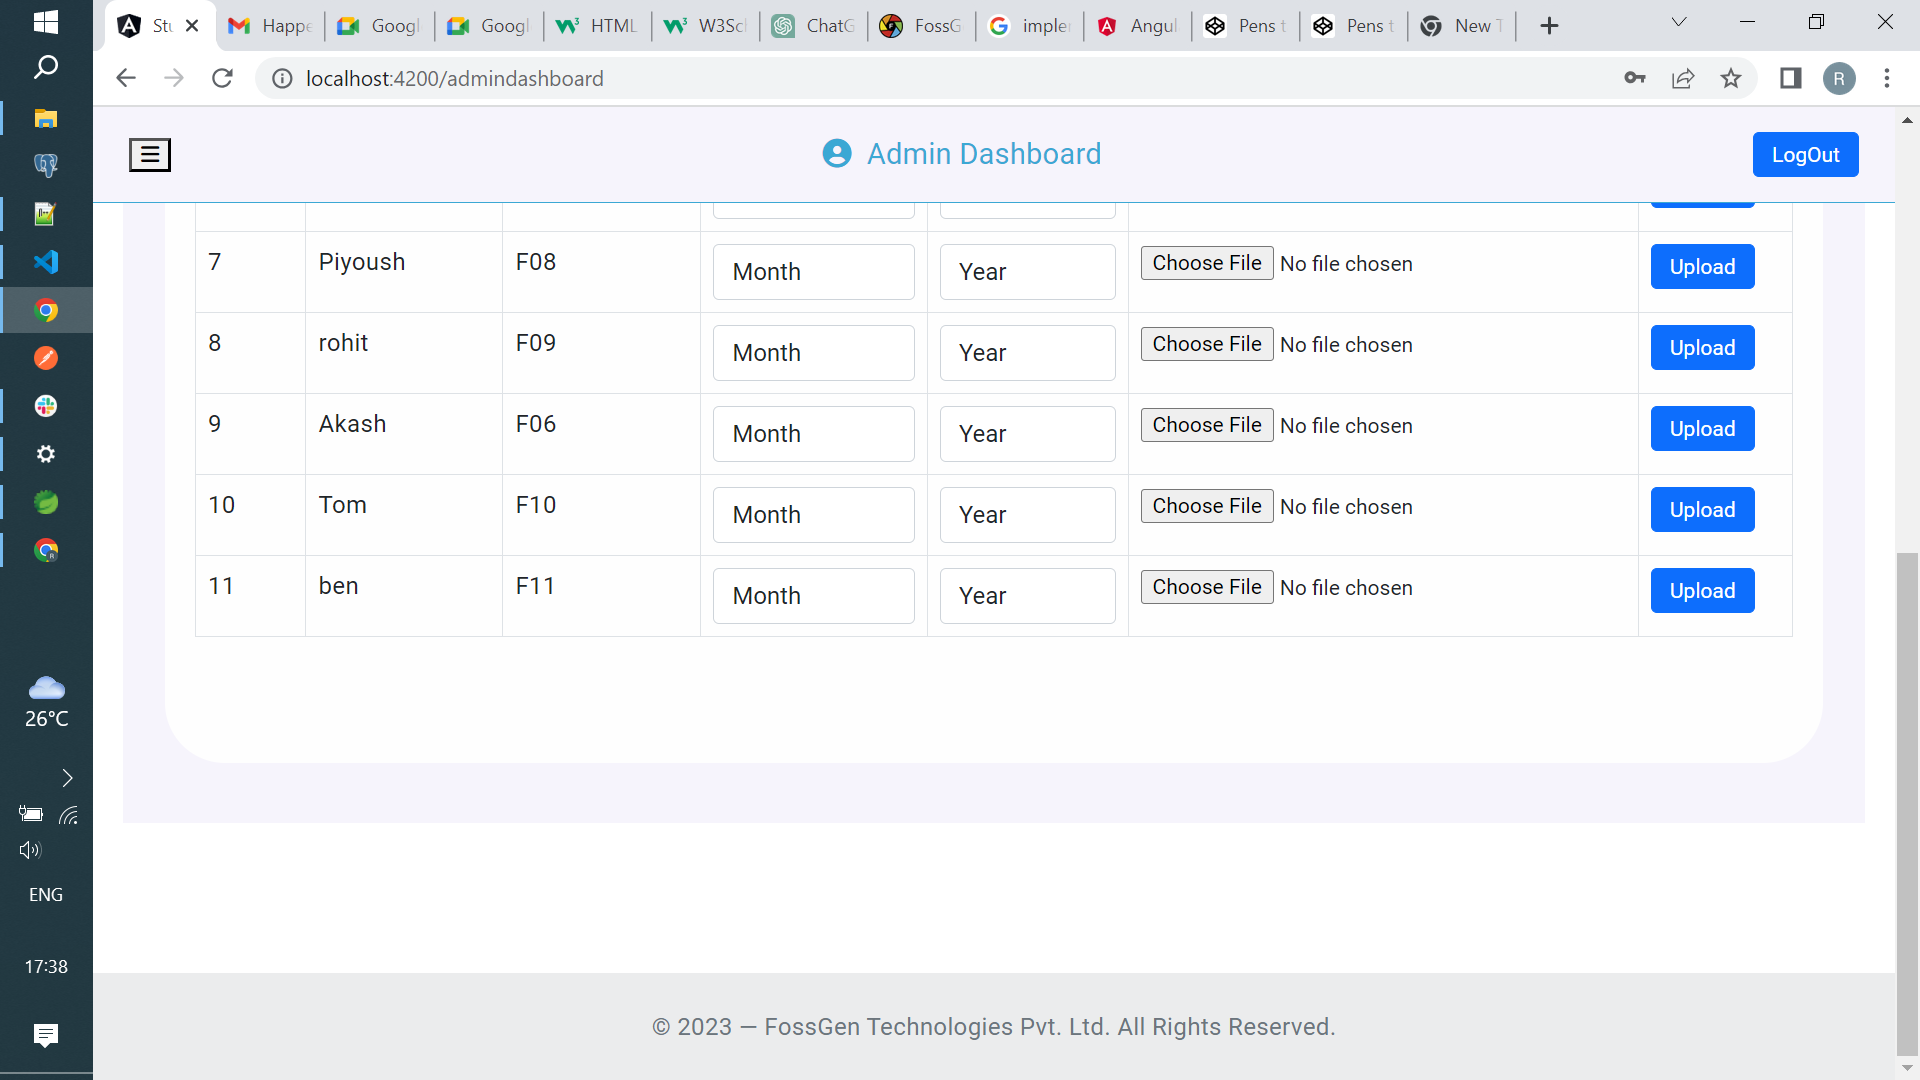 Stu
Happe
Googl
Googl
HTML
W3Sc
ChatG
FossG
imple
Angul
Pens t
Pens t
New T
localhost:4200/admindashboard
R
Admin Dashboard
LogOut
7 Piyoush F08 Month Year Choose File No file chosen Upload
8 rohit F09 Month Year Choose File No file chosen Upload
9 Akash F06 Month Year Choose File No file chosen Upload
10 Tom F10 Month Year Choose File No file chosen Upload
11 ben F11 Month Year Choose File No file chosen Upload
© 2023 — FossGen Technologies Pvt. Ltd. All Rights Reserved.
26°C
ENG
17:38